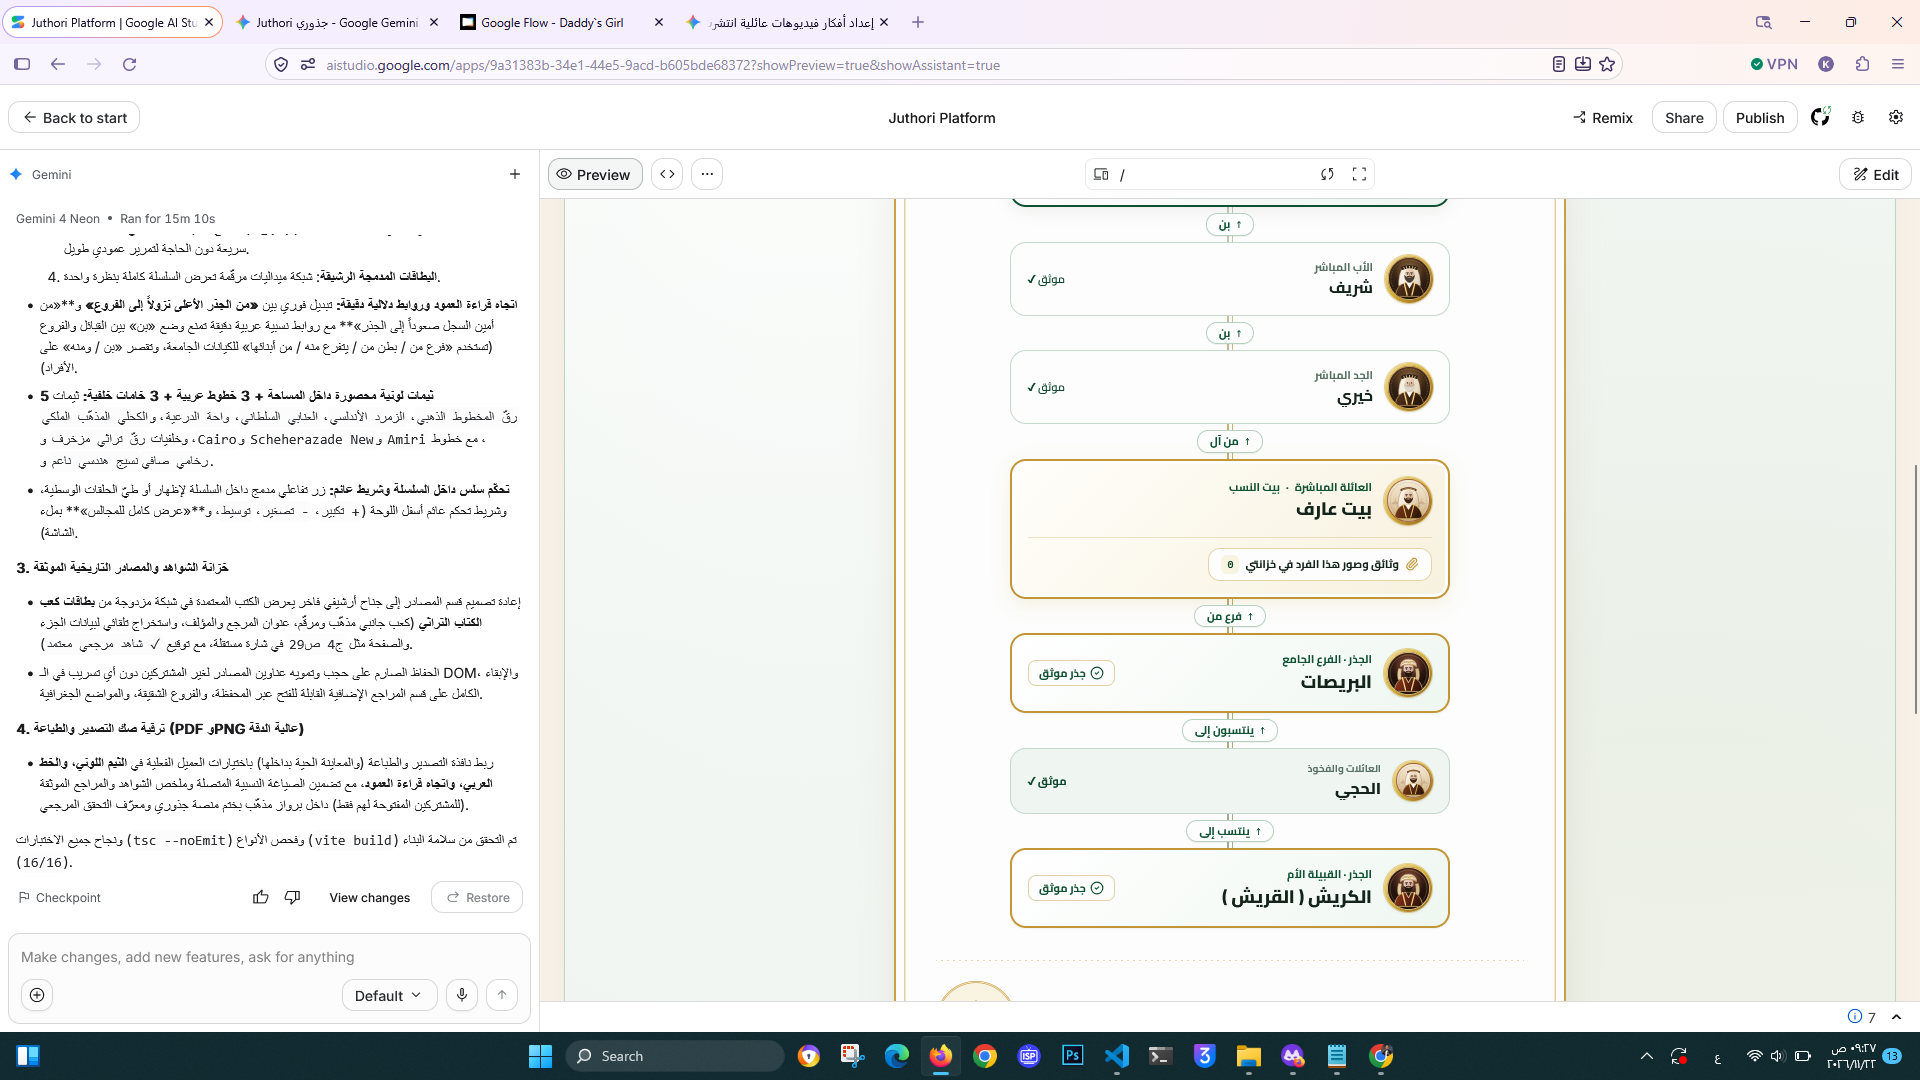 Juthori Platform | Google AI Stu
Juthori جذوري - Google Gemini
Google Flow - Daddy`s Girl
إعداد أفكار فيديوهات عائلية انتشر
aistudio.google.com/apps/9a31383b-34e1-44e5-9acd-b605bde68372?showPreview=true&showAssistant=true
VPN
K
Back to start
Juthori Platform
Remix
Share
Publish
Gemini
Preview
/
Edit
Gemini 4 Neon • Ran for 15m 10s
سريعة دون الحاجة لتمرير عمودي طويل.
4. البطاقات المدمجة الرشيقة: شبكة ميداليات مرقّمة تعرض السلسلة كاملة بنظرة واحدة.
اتجاه قراءة العمود وروابط دلالية دقيقة: تبديل فوري بين «من الجذر الأعلى نزولاً إلى الفروع» و**«من
أمين السجل صعوداً إلى الجذر»** مع روابط نسبية عربية دقيقة تمنع وضع «بن» بين القبائل والفروع
(تستخدم «فرع من / بطن من / يتفرع منه / من أبنائها» للكيانات الجامعة، وتقصر «بن / ومنه» على
الأفراد).
5 ثيمات لونية محصورة داخل المساحة + 3 خطوط عربية + 3 خامات خلفية: ثيمات
رقّ المخطوط الذهبي، الزمرد الأندلسي، العنابي السلطاني، واحة الدرعية، والكحلي المذهّب الملكي
، مع خطوط Amiri و Scheherazade New و Cairo، وخلفيات رقّ تراثي مزخرف و
رخامي صافي نسيج هندسي ناعم و.
تحكّم سلس داخل السلسلة وشريط عائم: زر تفاعلي مدمج داخل السلسلة لإظهار أو طيّ الحلقات الوسطية،
وشريط تحكم عائم أسفل اللوحة (+ تكبير، - تصغير، توسيط، و**«عرض كامل للمجالس»** بملء
الشاشة).
3. خزانة الشواهد والمصادر التاريخية الموثقة
إعادة تصميم قسم المصادر إلى جناح أرشيفي فاخر يعرض الكتب المعتمدة في شبكة مزدوجة من بطاقات كعب
الكتاب التراثي (كعب جانبي مذهّب ومرقّم، عنوان المرجع والمؤلف، واستخراج تلقائي لبيانات الجزء
والصفحة مثل ج4 ص29 في شارة مستقلة، مع توقيع ✓ شاهد مرجعي معتمد).
الحفاظ الصارم على حجب وتمويه عناوين المصادر لغير المشتركين دون أي تسريب في الـ DOM، والإبقاء
الكامل على قسم المراجع الإضافية القابلة للفتح عبر المحفظة، والفروع الشقيقة، والمواضع الجغرافية.
4. ترقية صك التصدير والطباعة (PDF وPNG عالية الدقة)
ربط نافذة التصدير والطباعة (والمعاينة الحية بداخلها) باختيارات العميل الفعلية في الثيم اللوني، والخط
العربي، واتجاه قراءة العمود، مع تضمين الصياغة النسبية المتصلة وملخص الشواهد والمراجع الموثقة
(للمشتركين المفتوحة لهم فقط) داخل برواز مذهّب بختم منصة جذوري ومعرّف التحقق المرجعي.
تم التحقق من سلامة البناء (vite build) وفحص الأنواع (tsc --noEmit) ونجاح جميع الاختبارات
(16/16).
Checkpoint
View changes
Restore
Make changes, add new features, ask for anything
Default
↑ بن
الأب المباشر
شريف
موثق ✓
↑ بن
الجد المباشر
خيري
موثق ✓
↑ من آل
العائلة المباشرة · بيت النسب
بيت عارف
وثائق وصور هذا الفرد في خزانتي 0
↑ فرع من
الجذر · الفرع الجامع
البريصات
جذر موثق
↑ ينتسبون إلى
العائلات والفخوذ
الحجي
موثق ✓
↑ ينتسب إلى
الجذر · القبيلة الأم
الكريش ( القريش )
جذر موثق
7
Search
ع
٠٩:٢٧ ص
٢٠٢٦/١١/٢٢
13